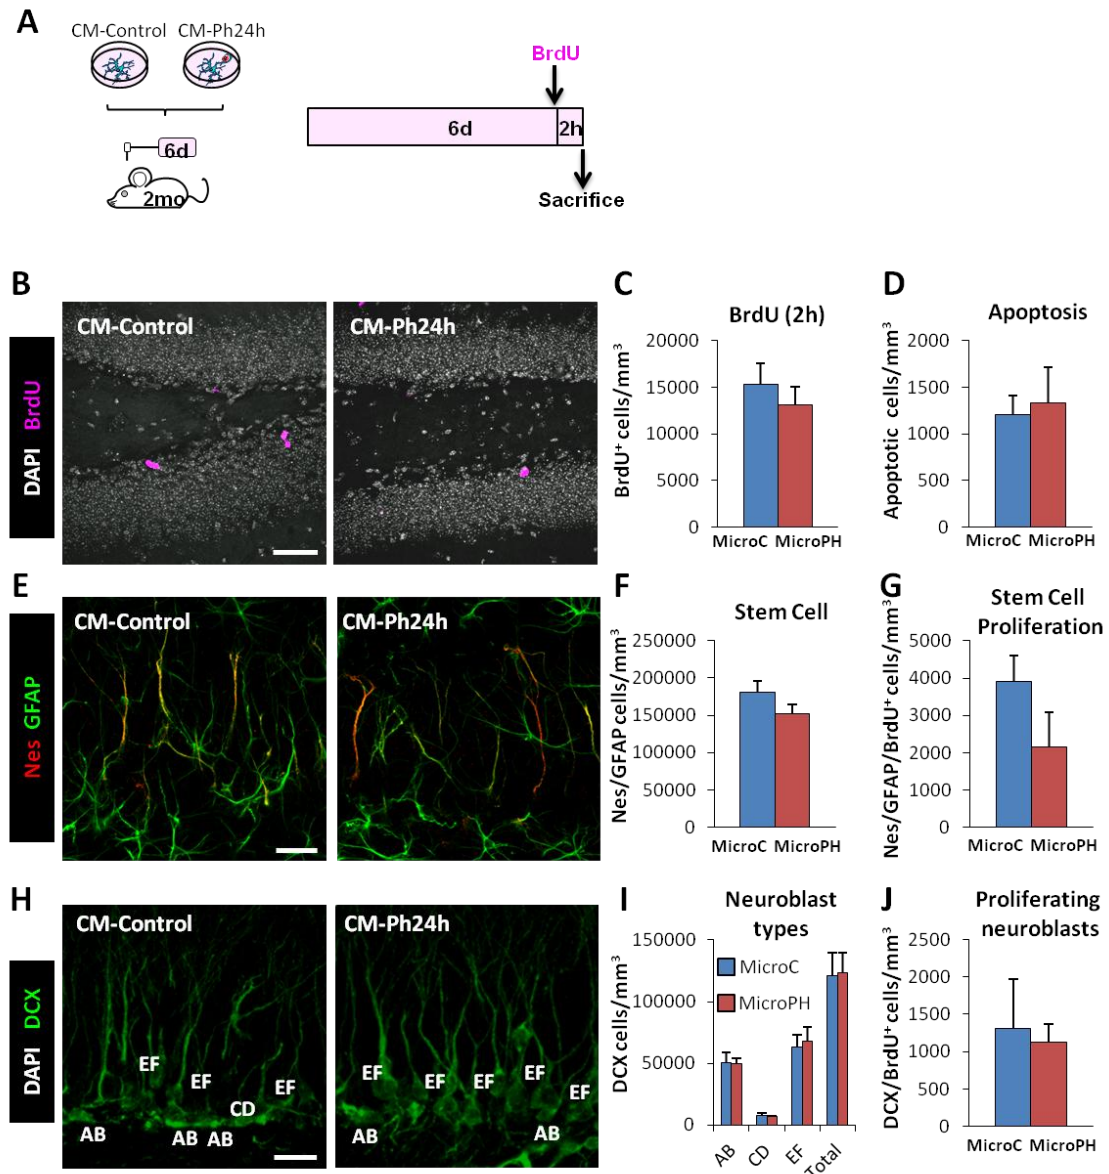 A
CM-Control
CM-Ph24h
6d
2mo
BrdU
6d
2h
Sacrifice
B
DAPI BrdU
CM-Control
CM-Ph24h
C
BrdU (2h)
BrdU⁺ cells/mm³
20000
15000
10000
5000
0
MicroC MicroPH
D
Apoptosis
Apoptotic cells/mm³
2000
1500
1000
500
0
MicroC MicroPH
E
Nes GFAP
CM-Control
CM-Ph24h
F
Stem Cell
Nes/GFAP cells/mm³
250000
200000
150000
100000
50000
0
MicroC MicroPH
G
Stem Cell
Proliferation
Nes/GFAP/BrdU⁺cells/mm³
5000
4000
3000
2000
1000
0
MicroC MicroPH
H
DAPI DCX
CM-Control
EF
EF
EF
CD
AB
AB
AB
CM-Ph24h
EF
EF
EF
EF
EF
AB
AB
I
Neuroblast
types
DCX cells/mm³
150000
100000
50000
0
MicroC
MicroPH
AB
CD
EF
Total
J
Proliferating
neuroblasts
DCX/BrdU⁺ cells/mm³
2500
2000
1500
1000
500
0
MicroC MicroPH